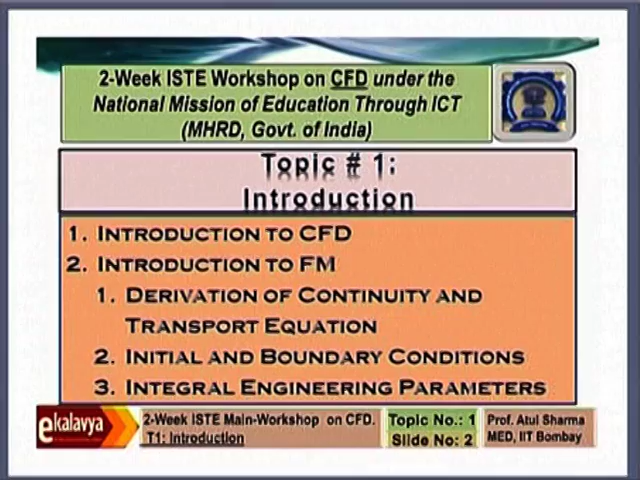 2-Week ISTE Workshop on CFD under the
National Mission of Education Through ICT
(MHRD, Govt. of India)
Topic # 1:
Introduction
1. Introduction to CFD
2. Introduction to FM
1. Derivation of Continuity and
Transport Equation
2. Initial and Boundary Conditions
3. Integral Engineering Parameters
ekalavya
2-Week ISTE Main-Workshop on CFD.
T1: Introduction
Topic No.: 1
Slide No: 2
Prof. Atul Sharma
MED, IIT Bombay